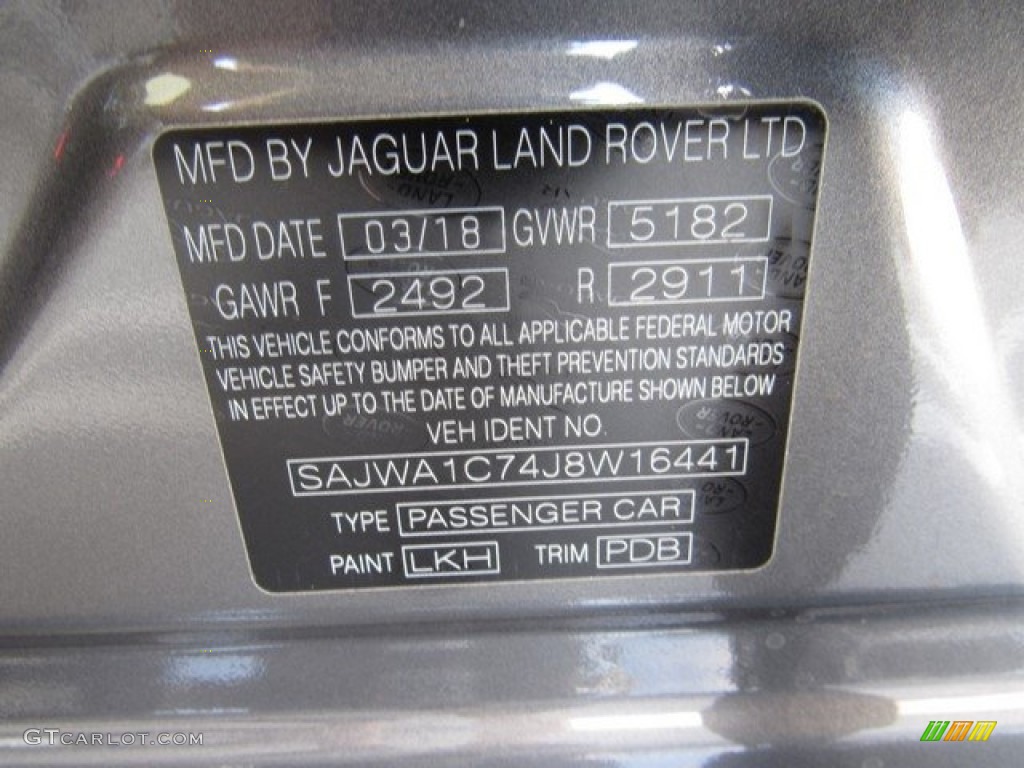 MFD BY JAGUAR LAND ROVER LTD
MFD DATE 03/18 GVWR 5182
GAWR F 2492 R 2911
THIS VEHICLE CONFORMS TO ALL APPLICABLE FEDERAL MOTOR
VEHICLE SAFETY BUMPER AND THEFT PREVENTION STANDARDS
IN EFFECT UP TO THE DATE OF MANUFACTURE SHOWN BELOW
VEH IDENT NO.
SAJWA1C74J8W16441
TYPE PASSENGER CAR
PAINT LKH TRIM PDB
GTCARLOT.COM